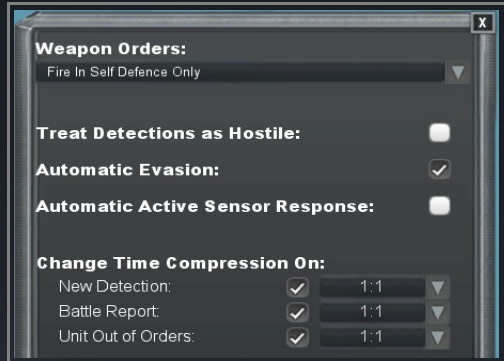 X
Weapon Orders:
Fire In Self Defence Only
Treat Detections as Hostile:
Automatic Evasion:
Automatic Active Sensor Response:
Change Time Compression On:
New Detection: 1:1
Battle Report: 1:1
Unit Out of Orders: 1:1